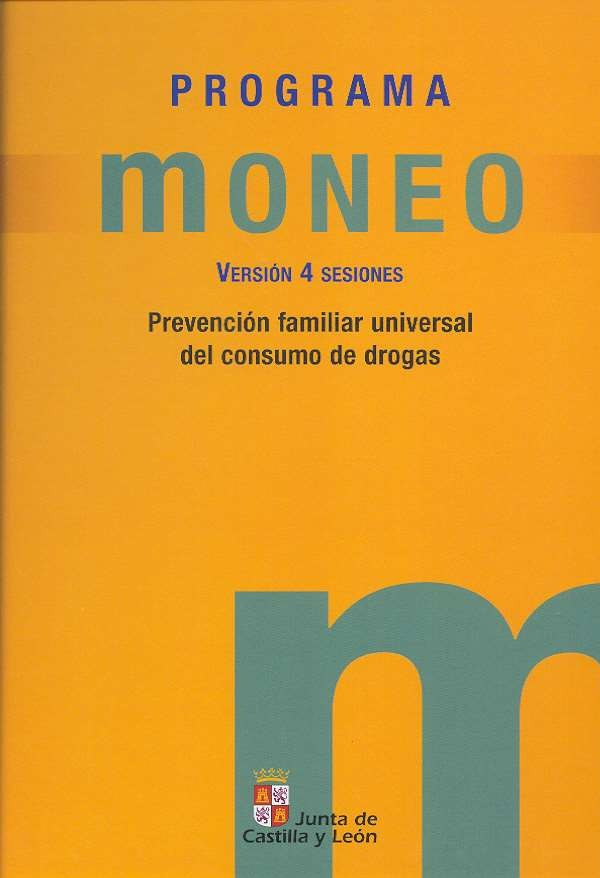 PROGRAMA
mONEO
VERSIÓN 4 SESIONES
Prevención familiar universal
del consumo de drogas
m
Junta de
Castilla y León